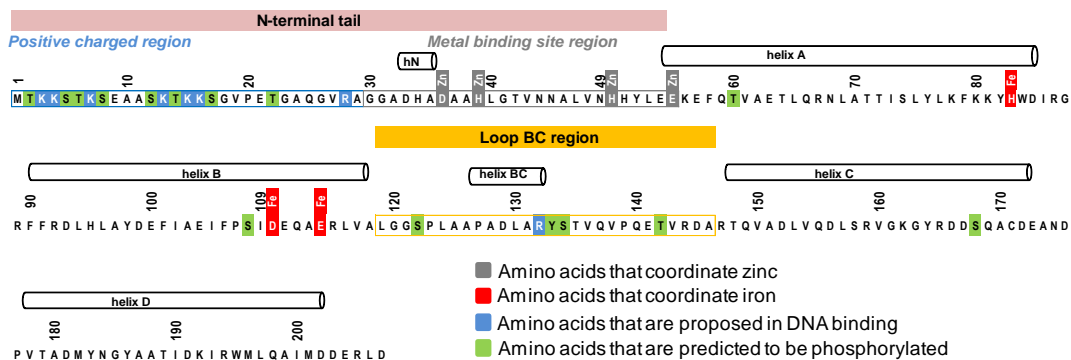 N-terminal tail
Positive charged region
Metal binding site region
hN
helix A
1 10 20 30 Zn Zn 40 49 Zn Zn 60 70 80 Fe
M T K K S T K S E A A S K T K K S G V P E T G A Q G V R A G G A D H A D A A H L G T V N N A L V N H H Y L E E K E F Q T V A E T L Q R N L A T T I S L Y L K F K K Y H W D I R G
Loop BC region
helix B helix BC helix C
90 100 109 Fe Fe 120 130 140 150 160 170
R F F R D L H L A Y D E F I A E I F P S I D E Q A E R L V A L G G S P L A A P A D L A R Y S T V Q V P Q E T V R D A R T Q V A D L V Q D L S R V G K G Y R D D S Q A C D E A N D
helix D
180 190 200
P V T A D M Y N G Y A A T I D K I R W M L Q A I M D D E R L D
Amino acids that coordinate zinc
Amino acids that coordinate iron
Amino acids that are proposed in DNA binding
Amino acids that are predicted to be phosphorylated